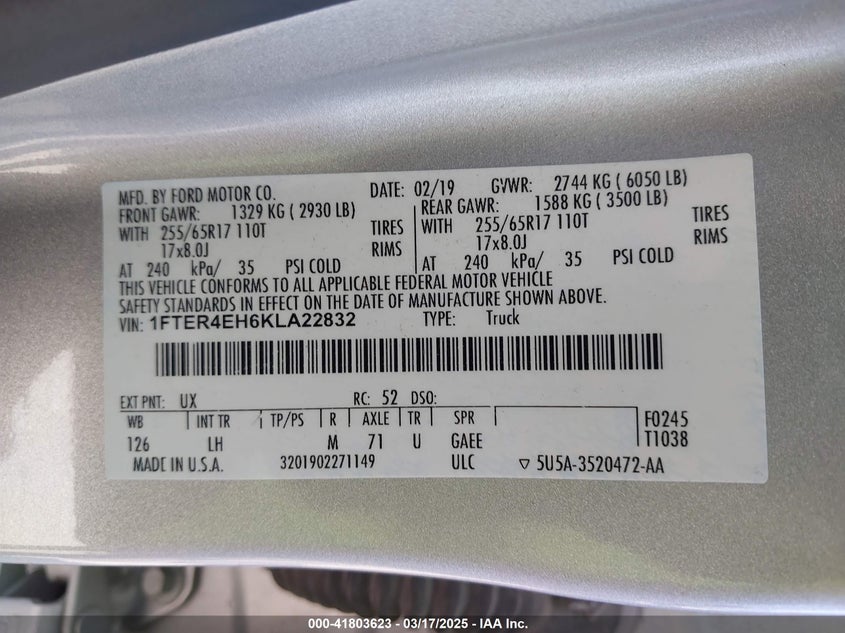 MFD. BY FORD MOTOR CO. DATE: 02/19 GVWR: 2744 KG ( 6050 LB)
FRONT GAWR: 1329 KG ( 2930 LB) REAR GAWR: 1588 KG ( 3500 LB)
WITH 255/65R17 110T TIRES WITH 255/65R17 110T TIRES
17x8.0J RIMS 17x8.0J RIMS
AT 240 kPa/ 35 PSI COLD AT 240 kPa/ 35 PSI COLD
THIS VEHICLE CONFORMS TO ALL APPLICABLE FEDERAL MOTOR VEHICLE
SAFETY STANDARDS IN EFFECT ON THE DATE OF MANUFACTURE SHOWN ABOVE.
VIN: 1FTER4EH6KLA22832 TYPE: Truck
EXT PNT: UX RC: 52 DSO:
WB INT TR TP/PS R AXLE TR SPR F0245
126 LH M 71 U GAEE T1038
MADE IN U.S.A. 3201902271149 ULC ▽ 5U5A-3520472-AA
000-41803623 - 03/17/2025 - IAA Inc.